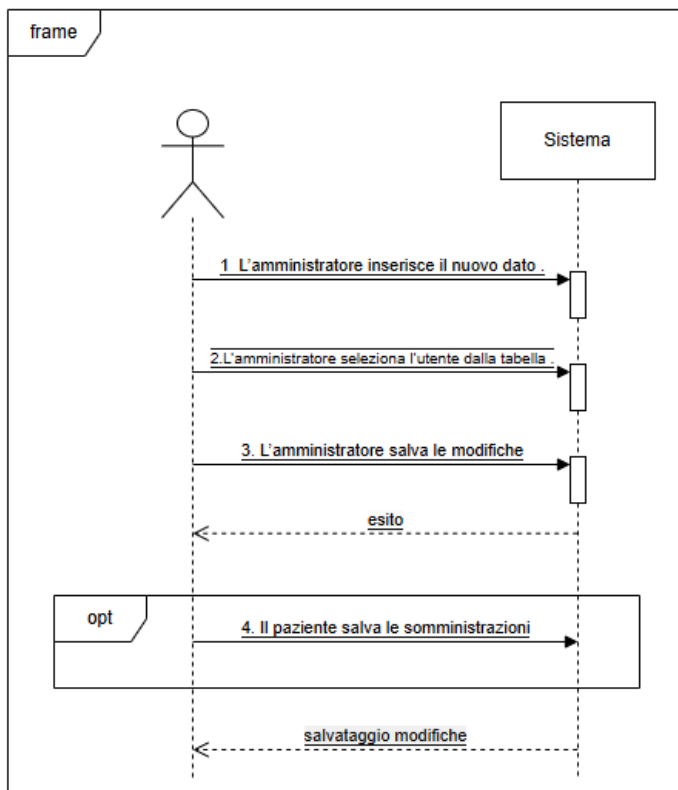 frame
Sistema
1 L'amministratore inserisce il nuovo dato .
2.L'amministratore seleziona l'utente dalla tabella .
3. L'amministratore salva le modifiche
esito
opt
4. Il paziente salva le somministrazioni
salvataggio modifiche